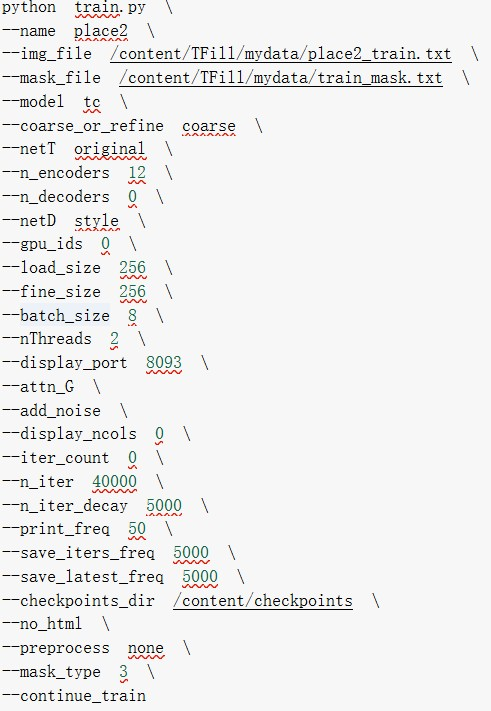 python train.py \
--name place2 \
--img_file /content/TFill/mydata/place2_train.txt \
--mask_file /content/TFill/mydata/train_mask.txt \
--model tc \
--coarse_or_refine coarse \
--netT original \
--n_encoders 12 \
--n_decoders 0 \
--netD style \
--gpu_ids 0 \
--load_size 256 \
--fine_size 256 \
--batch_size 8 \
--nThreads 2 \
--display_port 8093 \
--attn_G \
--add_noise \
--display_ncols 0 \
--iter_count 0 \
--n_iter 40000 \
--n_iter_decay 5000 \
--print_freq 50 \
--save_iters_freq 5000 \
--save_latest_freq 5000 \
--checkpoints_dir /content/checkpoints \
--no_html \
--preprocess none \
--mask_type 3 \
--continue_train